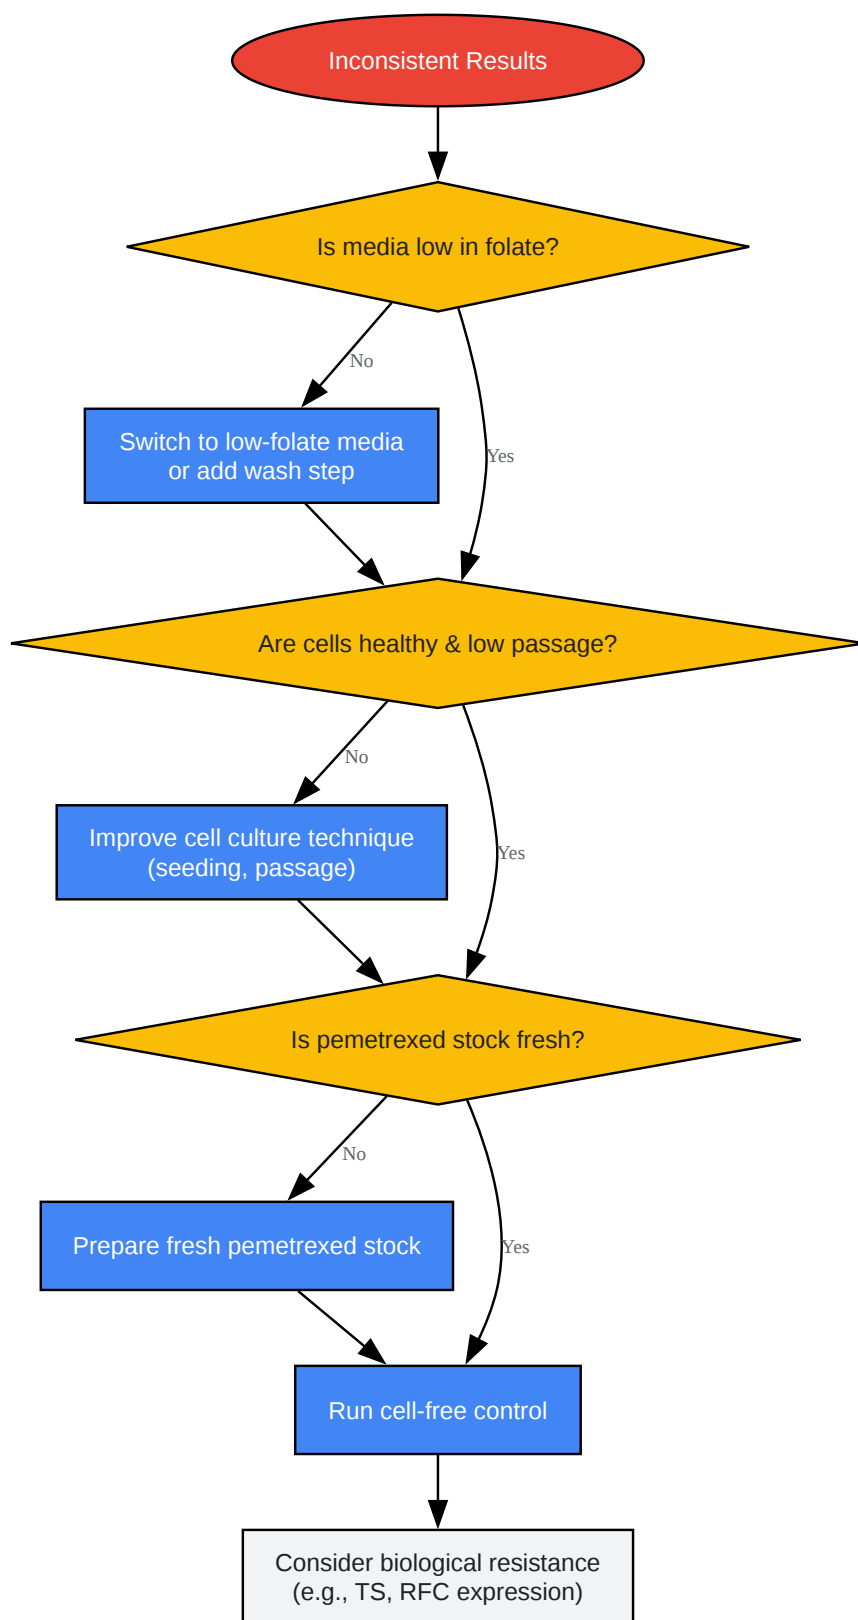 Inconsistent Results
Is media low in folate?
No
Switch to low-folate media
or add wash step
Yes
Are cells healthy & low passage?
No
Improve cell culture technique
(seeding, passage)
Yes
Is pemetrexed stock fresh?
No
Prepare fresh pemetrexed stock
Yes
Run cell-free control
Consider biological resistance
(e.g., TS, RFC expression)